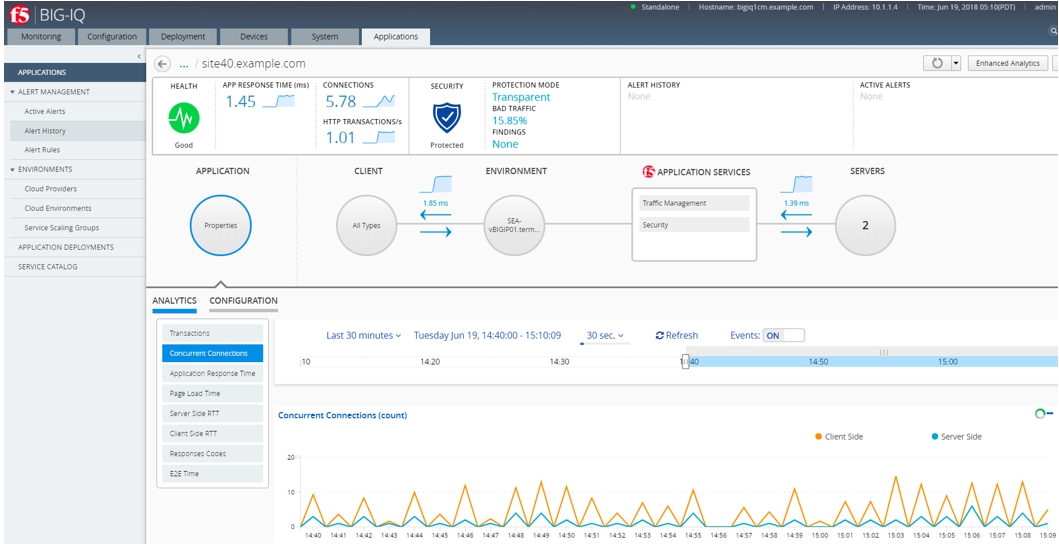 f5 BIG-IQ
Standalone Hostname: bigiq1cm.example.com IP Address: 10.1.1.4 Time: Jun 19, 2018 05:10(PDT) admin
Monitoring Configuration Deployment Devices System Applications
APPLICATIONS
ALERT MANAGEMENT
Active Alerts
Alert History
Alert Rules
ENVIRONMENTS
Cloud Providers
Cloud Environments
Service Scaling Groups
APPLICATION DEPLOYMENTS
SERVICE CATALOG
... / site40.example.com
Enhanced Analytics
HEALTH
Good
APP RESPONSE TIME (ms)
1.45
CONNECTIONS
5.78
HTTP TRANSACTIONS/s
1.01
SECURITY
Protected
PROTECTION MODE
Transparent
BAD TRAFFIC
15.85%
FINDINGS
None
ALERT HISTORY
None
ACTIVE ALERTS
None
APPLICATION
Properties
CLIENT
All Types
1.85 ms
ENVIRONMENT
SEA-
vBIGIP01.term...
f5 APPLICATION SERVICES
Traffic Management
Security
1.39 ms
SERVERS
2
ANALYTICS CONFIGURATION
Transactions
Concurrent Connections
Application Response Time
Page Load Time
Server Side RTT
Client Side RTT
Responses Codes
E2E Time
Last 30 minutes Tuesday Jun 19, 14:40:00 - 15:10:09 30 sec. Refresh Events: ON
:10 14:20 14:30 40 14:50 15:00
Concurrent Connections (count)
Client Side Server Side
20
10
0
14:40 14:41 14:42 14:43 14:44 14:45 14:46 14:47 14:48 14:49 14:50 14:51 14:52 14:53 14:54 14:55 14:56 14:57 14:58 14:59 15:00 15:01 15:02 15:03 15:04 15:05 15:06 15:07 15:08 15:09